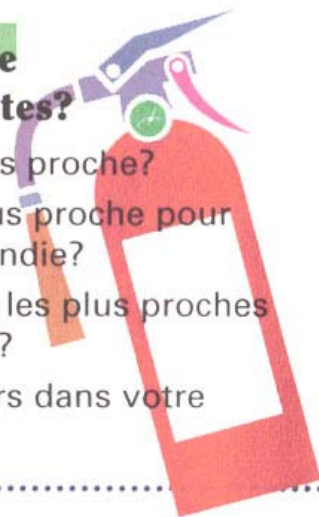 e
tes?
s proche?
us proche pour
ndie?
les plus proches
?
rs dans votre